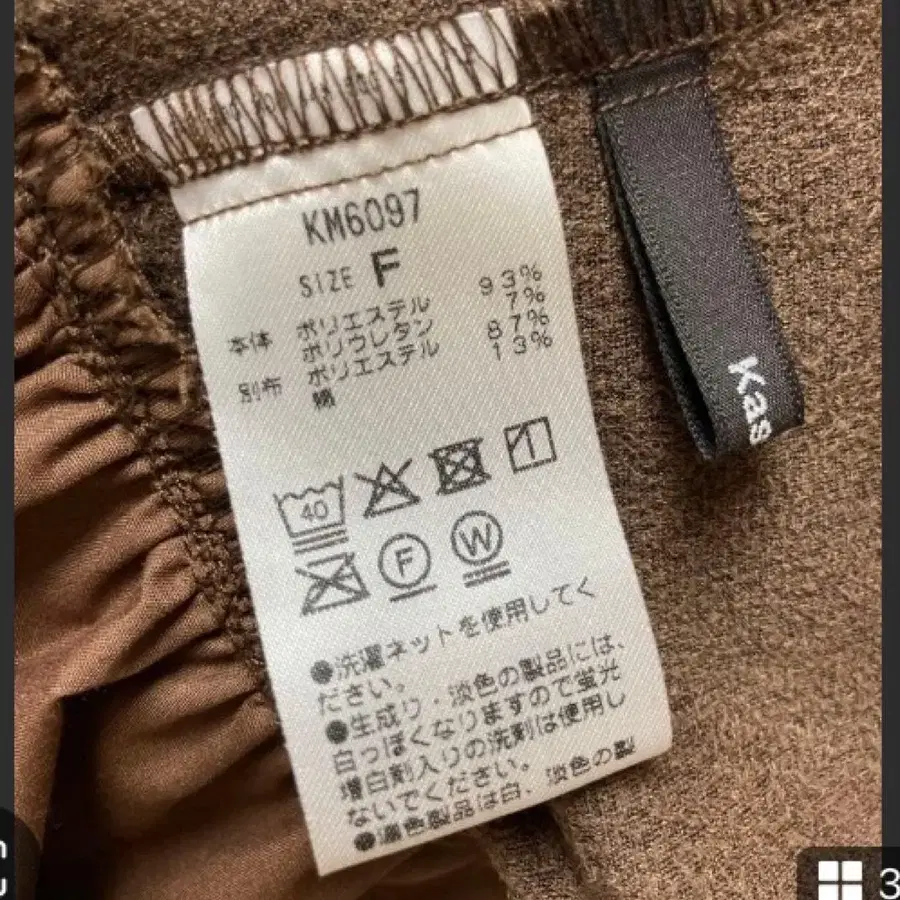 KM6097
SIZE F
本体 ポリエステル 93%
ポリウレタン 7%
別布 ポリエステル 87%
綿 13%
40
F
W
●洗濯ネットを使用してく
ださい。
●生成り・淡色の製品には、
白っぽくなりますので蛍光
増白剤入りの洗剤は使用し
ないでください。
●濃色製品は白、淡色の製
Kas
3